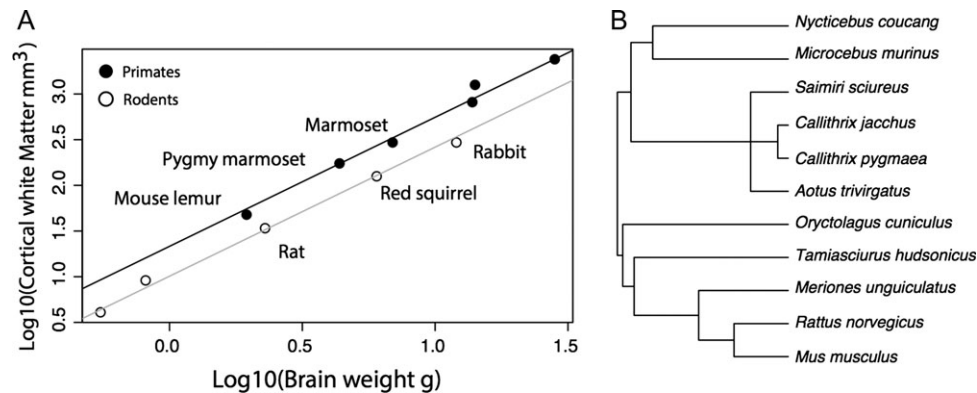 A
Log10(Cortical white Matter mm³)
3.0
2.5
2.0
1.5
1.0
0.5
Primates
Rodents
Marmoset
Pygmy marmoset
Rabbit
Mouse lemur
Red squirrel
Rat
0.0 0.5 1.0 1.5
Log10(Brain weight g)
B
Nycticebus coucang
Microcebus murinus
Saimiri sciureus
Callithrix jacchus
Callithrix pygmaea
Aotus trivirgatus
Oryctolagus cuniculus
Tamiasciurus hudsonicus
Meriones unguiculatus
Rattus norvegicus
Mus musculus